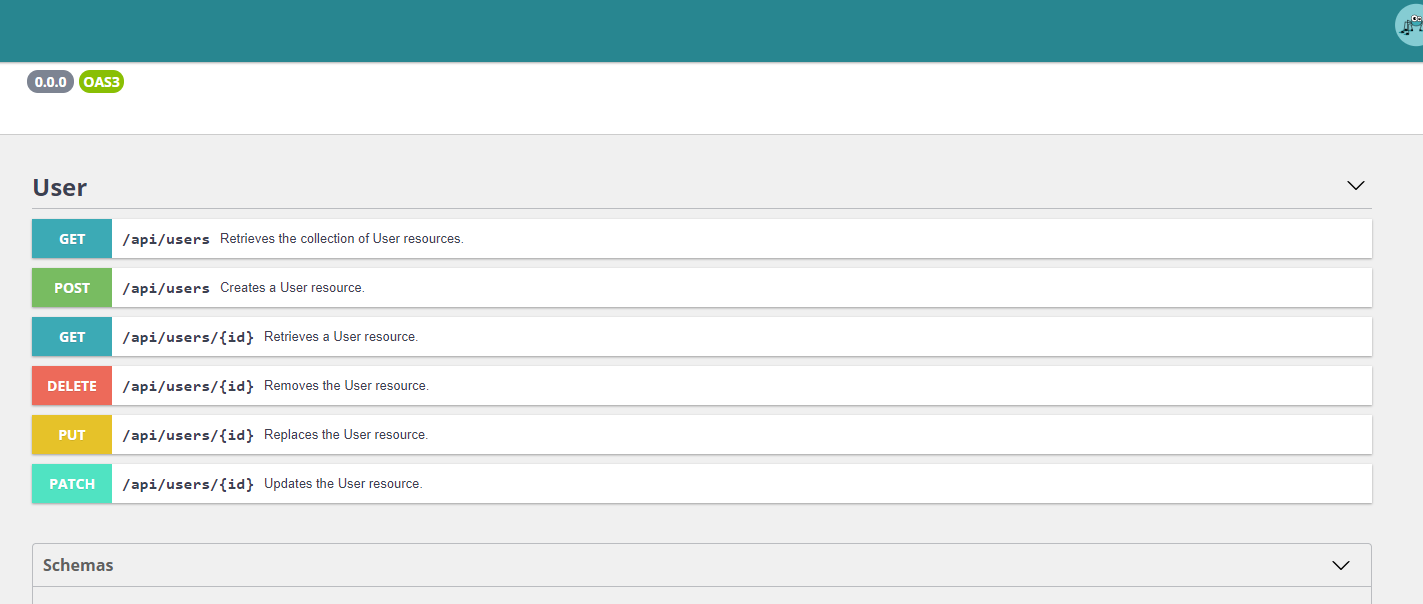 0.0.0 OAS3
User
GET /api/users Retrieves the collection of User resources.
POST /api/users Creates a User resource.
GET /api/users/{id} Retrieves a User resource.
DELETE /api/users/{id} Removes the User resource.
PUT /api/users/{id} Replaces the User resource.
PATCH /api/users/{id} Updates the User resource.
Schemas